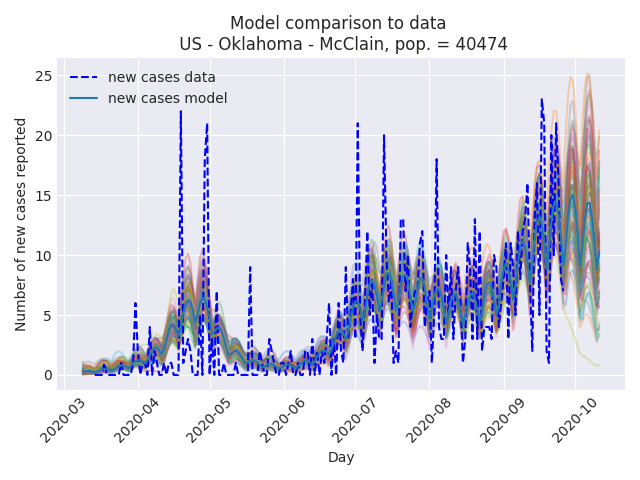 Model comparison to data
US - Oklahoma - McClain, pop. = 40474
new cases data
new cases model
Number of new cases reported
25
20
15
10
5
0
2020-03
2020-04
2020-05
2020-06
2020-07
2020-08
2020-09
2020-10
Day